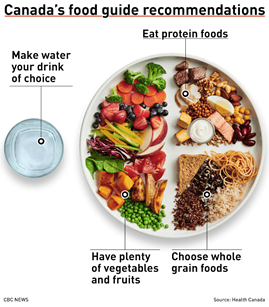 Canada's food guide recommendations
Eat protein foods
Make water
your drink
of choice
Have plenty
of vegetables
and fruits
Choose whole
grain foods
CBC NEWS
Source: Health Canada